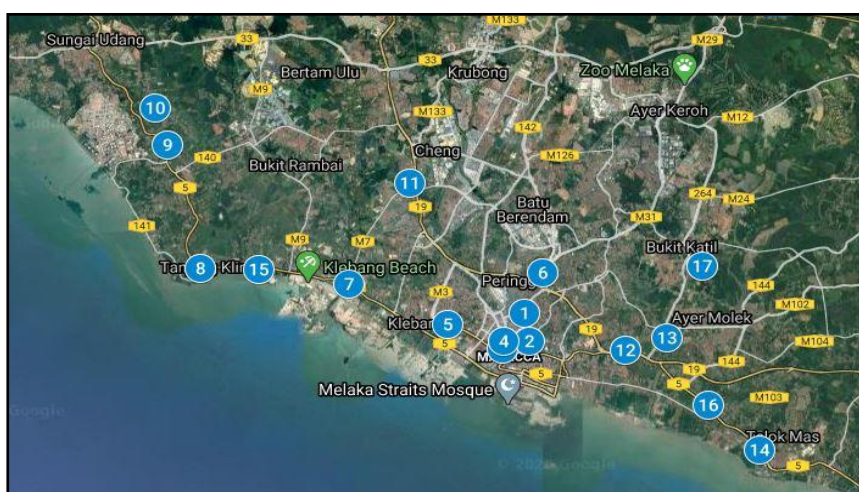 M133
Sungai Udang
33
M29
Bertam Ulu
33
Krubong
Zoo Melaka
M9
10
M133
142
Ayer Keroh
M12
9
140
Cheng
M126
Bukit Rambai
11
5
19
264
M24
Batu
Berendam
M31
141
M9
M7
Bukit Katil
8
15
Klebang Beach
6
17
7
M3
144
M102
1
5
4
2
19
13
Ayer Molek
M104
12
5
5
144
19
Melaka Straits Mosque
5
M103
16
Telok Mas
14
5
Google
Google